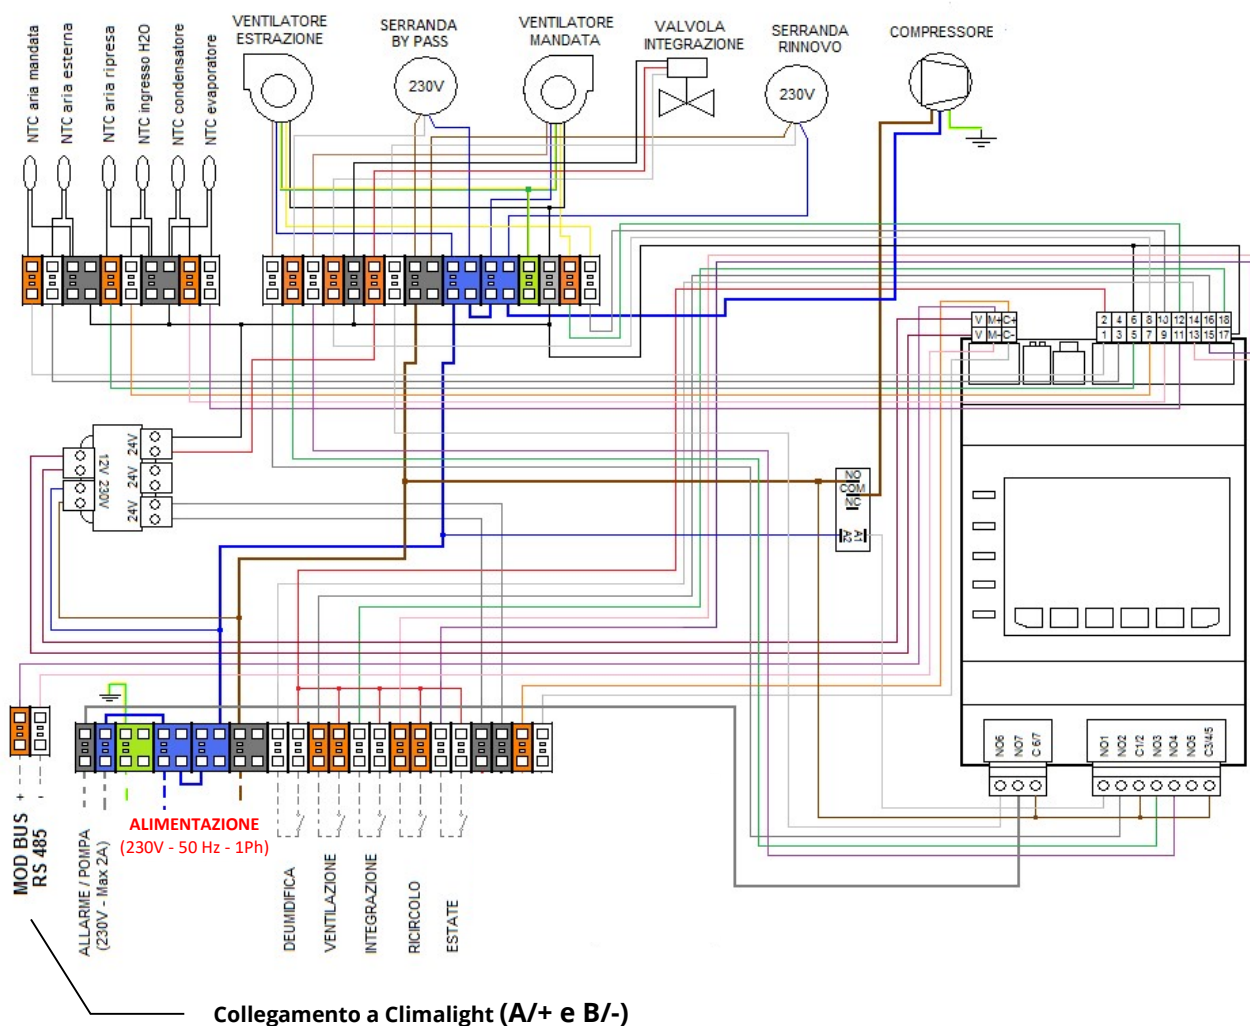 NTC aria mandata
NTC aria esterna
NTC aria ripresa
NTC ingresso H2O
NTC condensatore
NTC evaporatore
VENTILATORE
ESTRAZIONE
SERRANDA
BY PASS
230V
VENTILATORE
MANDATA
VALVOLA
INTEGRAZIONE
SERRANDA
RINNOVO
230V
COMPRESSORE
V M+ C+
V M- C-
2 4 6 8 10 12 14 16 18
1 3 5 7 9 11 13 15 17
12V 230V
24V
24V
24V
NO
COM
NC
A1
A2
NO6
NO7
C 6/7
NO1
NO2
C1/2
NO3
NO4
NO5
C3/4/5
+
-
MOD BUS
RS 485
ALLARME / POMPA
(230V - Max 2A)
ALIMENTAZIONE
(230V - 50 Hz - 1Ph)
DEUMIDIFICA
VENTILAZIONE
INTEGRAZIONE
RICIRCOLO
ESTATE
Collegamento a Climalight (A/+ e B/-)